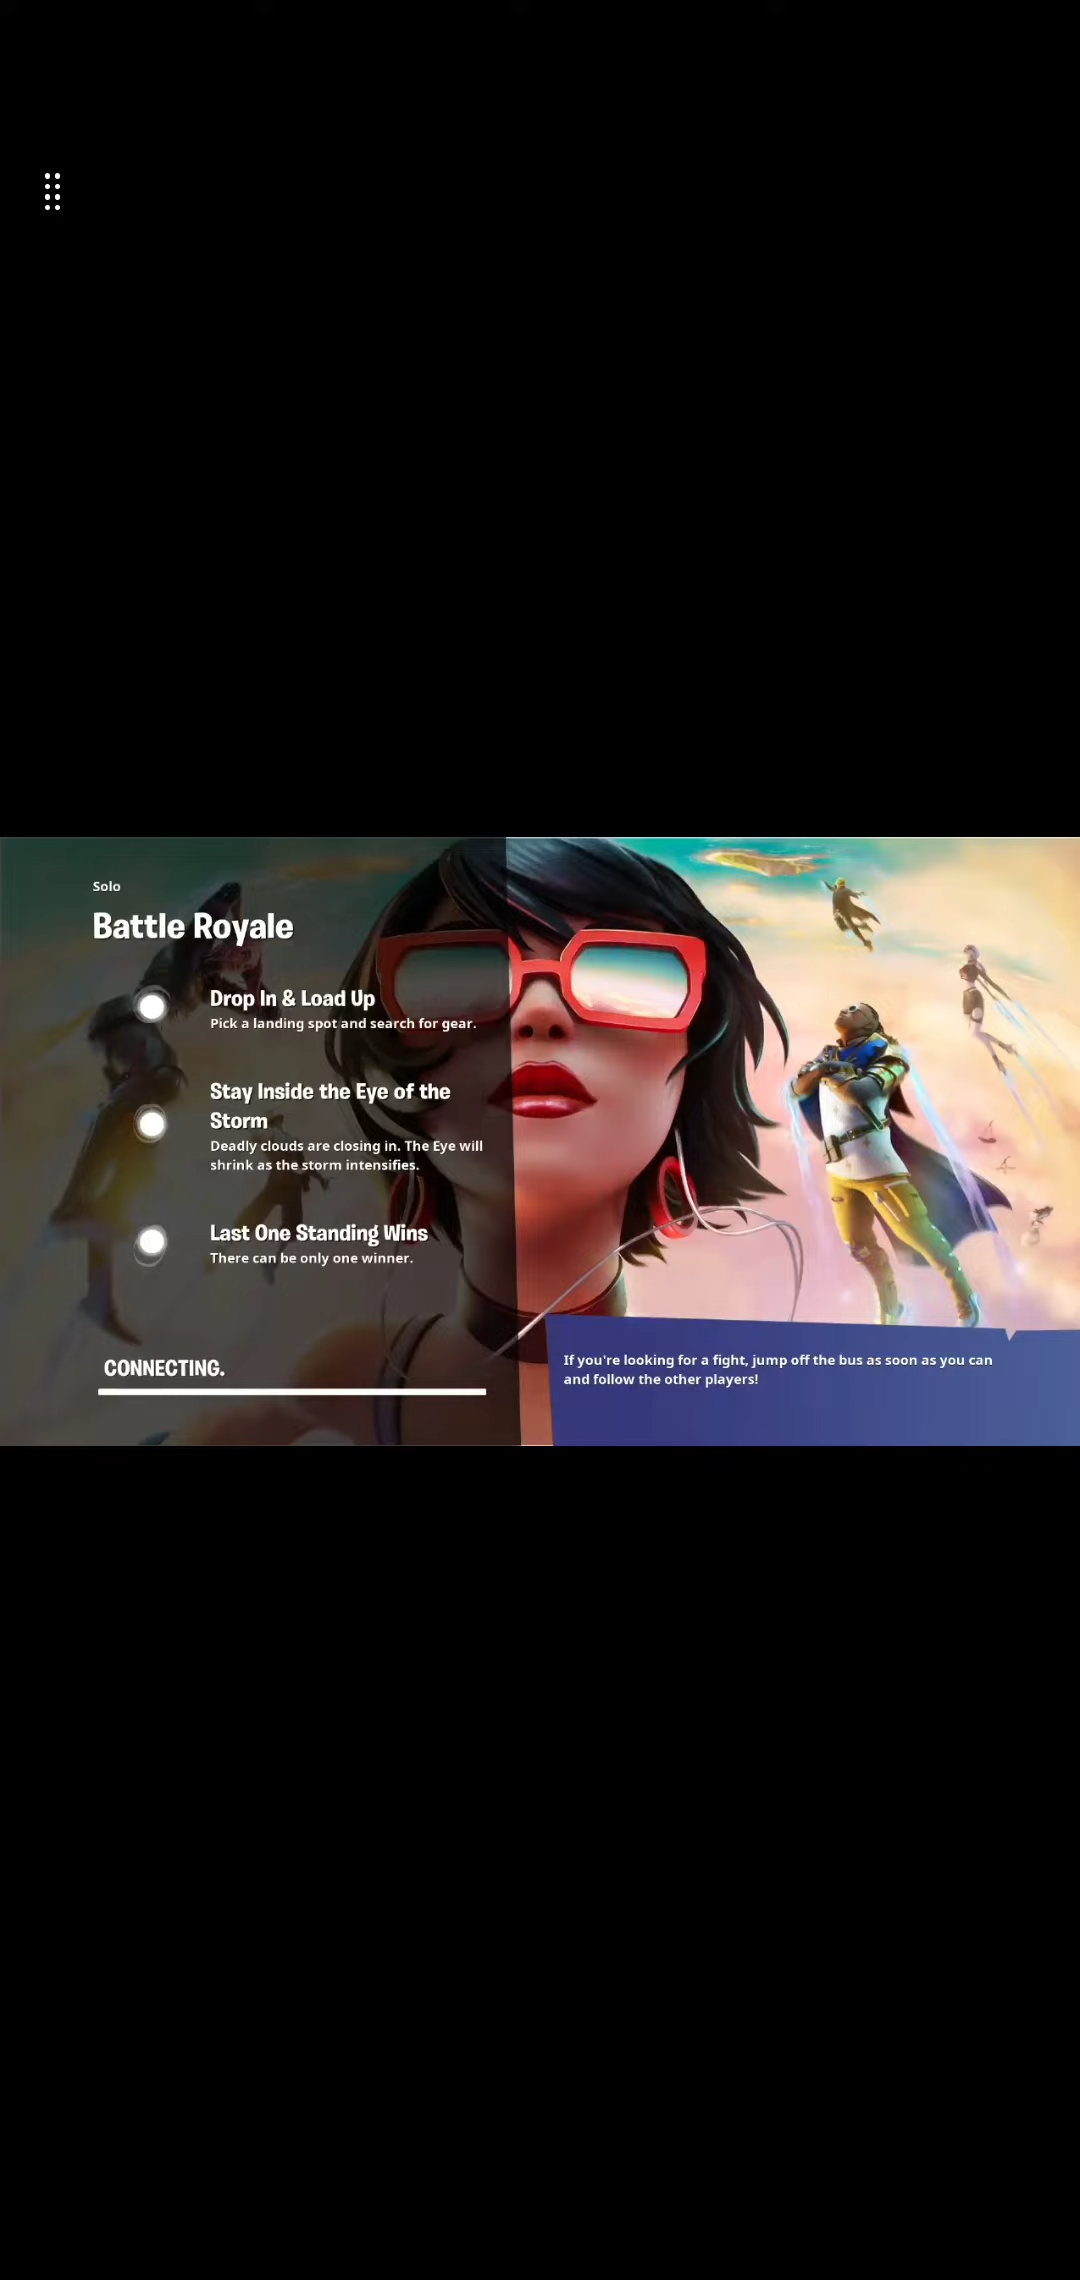 Solo
Battle Royale
Drop In & Load Up
Pick a landing spot and search for gear.
Stay Inside the Eye of the
Storm
Deadly clouds are closing in. The Eye will
shrink as the storm intensifies.
Last One Standing Wins
There can be only one winner.
CONNECTING.
If you're looking for a fight, jump off the bus as soon as you can
and follow the other players!